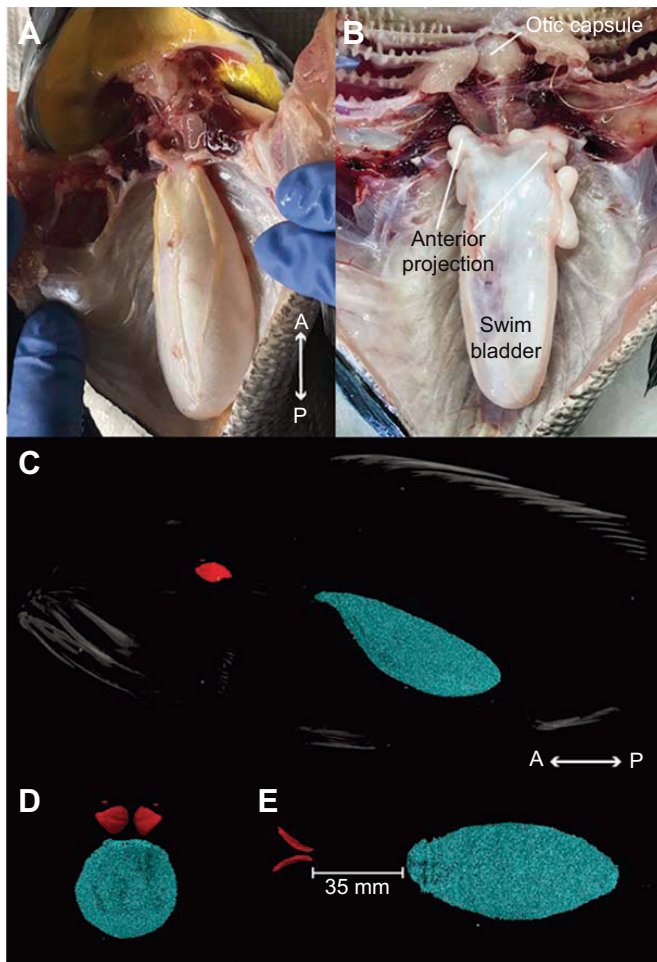 A
B
Otic capsule
Anterior
projection
Swim
bladder
A
P
C
A
P
D
E
35 mm